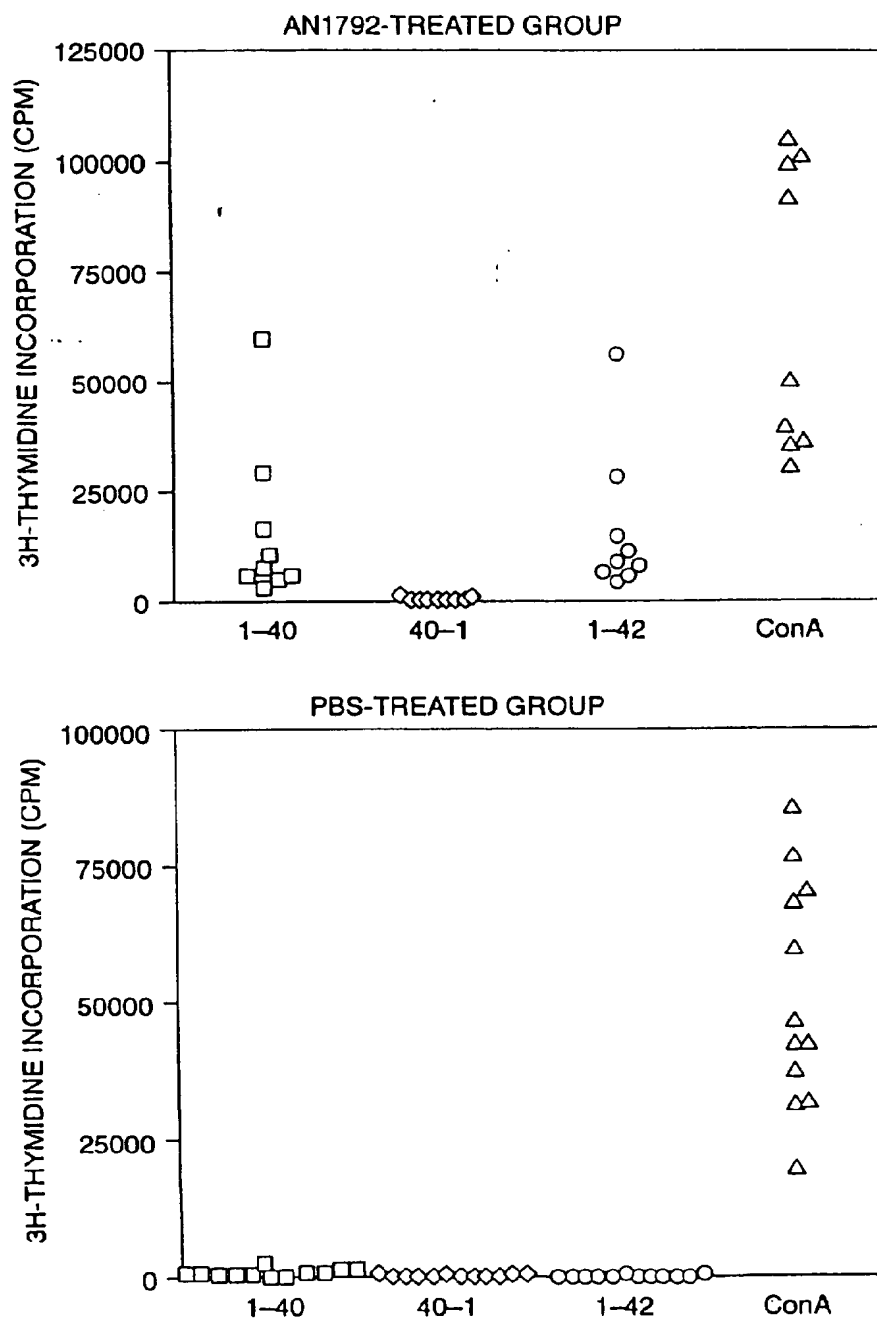 AN1792-TREATED GROUP
3H-THYMIDINE INCORPORATION (CPM)
125000
100000
75000
50000
25000
0
1–40
40–1
1–42
ConA
PBS-TREATED GROUP
3H-THYMIDINE INCORPORATION (CPM)
100000
75000
50000
25000
0
1–40
40–1
1–42
ConA